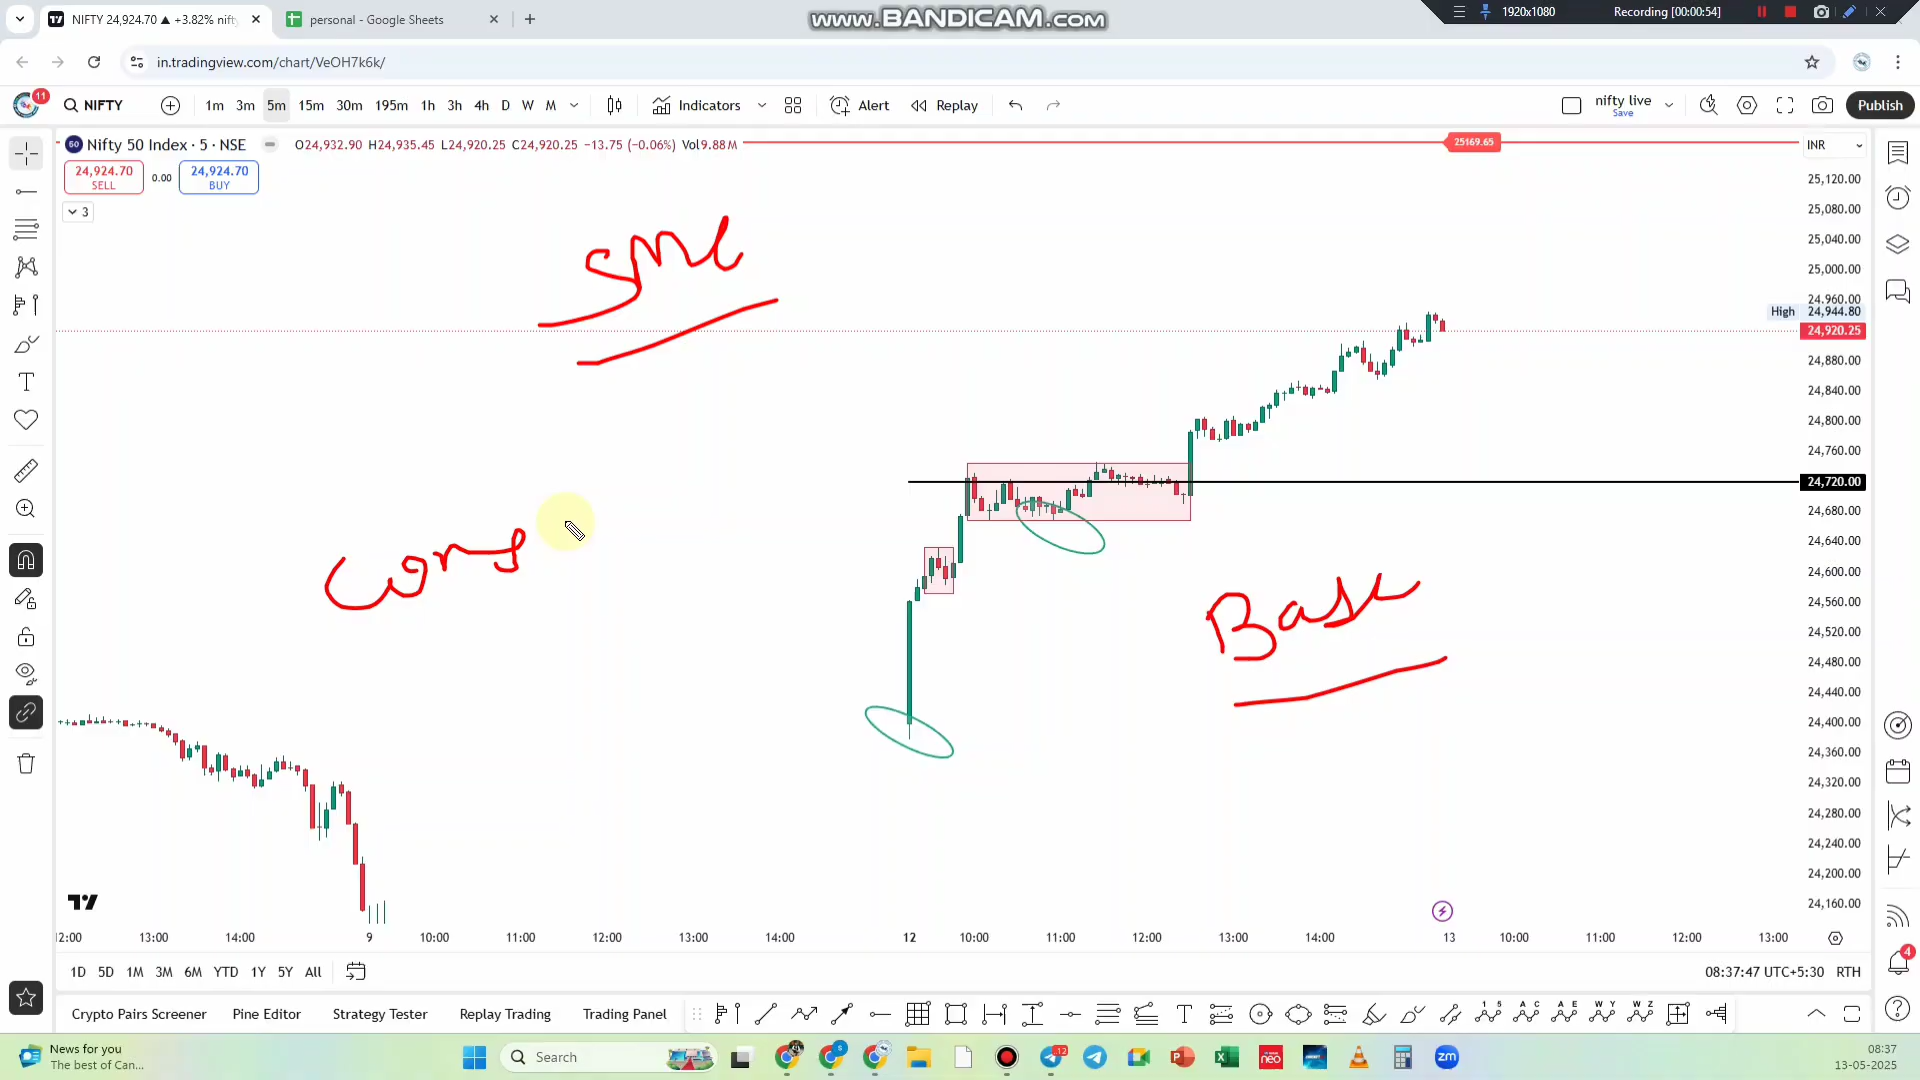 NIFTY 24,924.70 ▲ +3.82% nifty
personal - Google Sheets
www.BANDICAM.com
1920x1080
Recording [00:00:54]
in.tradingview.com/chart/VeOH7k6k/
11
NIFTY
1m 3m 5m 15m 30m 195m 1h 3h 4h D W M
Indicators
Alert
Replay
nifty live
Save
Publish
Nifty 50 Index · 5 · NSE
O24,932.90 H24,935.45 L24,920.25 C24,920.25 −13.75 (−0.06%) Vol9.88M
25169.65
INR
24,924.70
SELL
0.00
24,924.70
BUY
3
25,120.00
25,080.00
25,040.00
25,000.00
24,960.00
High 24,944.80
24,920.25
24,880.00
24,840.00
24,800.00
24,760.00
24,720.00
24,680.00
24,640.00
24,600.00
24,560.00
24,520.00
24,480.00
24,440.00
24,400.00
24,360.00
24,320.00
24,280.00
24,240.00
24,200.00
24,160.00
SMC
Cons
Base
12:00 13:00 14:00 9 10:00 11:00 12:00 13:00 14:00 12 10:00 11:00 12:00 13:00 14:00 13 10:00 11:00 12:00 13:00
1D 5D 1M 3M 6M YTD 1Y 5Y All
08:37:47 UTC+5:30 RTH
4
Crypto Pairs Screener Pine Editor Strategy Tester Replay Trading Trading Panel
News for you
The best of Can...
Search
12
zm
08:37
13-05-2025